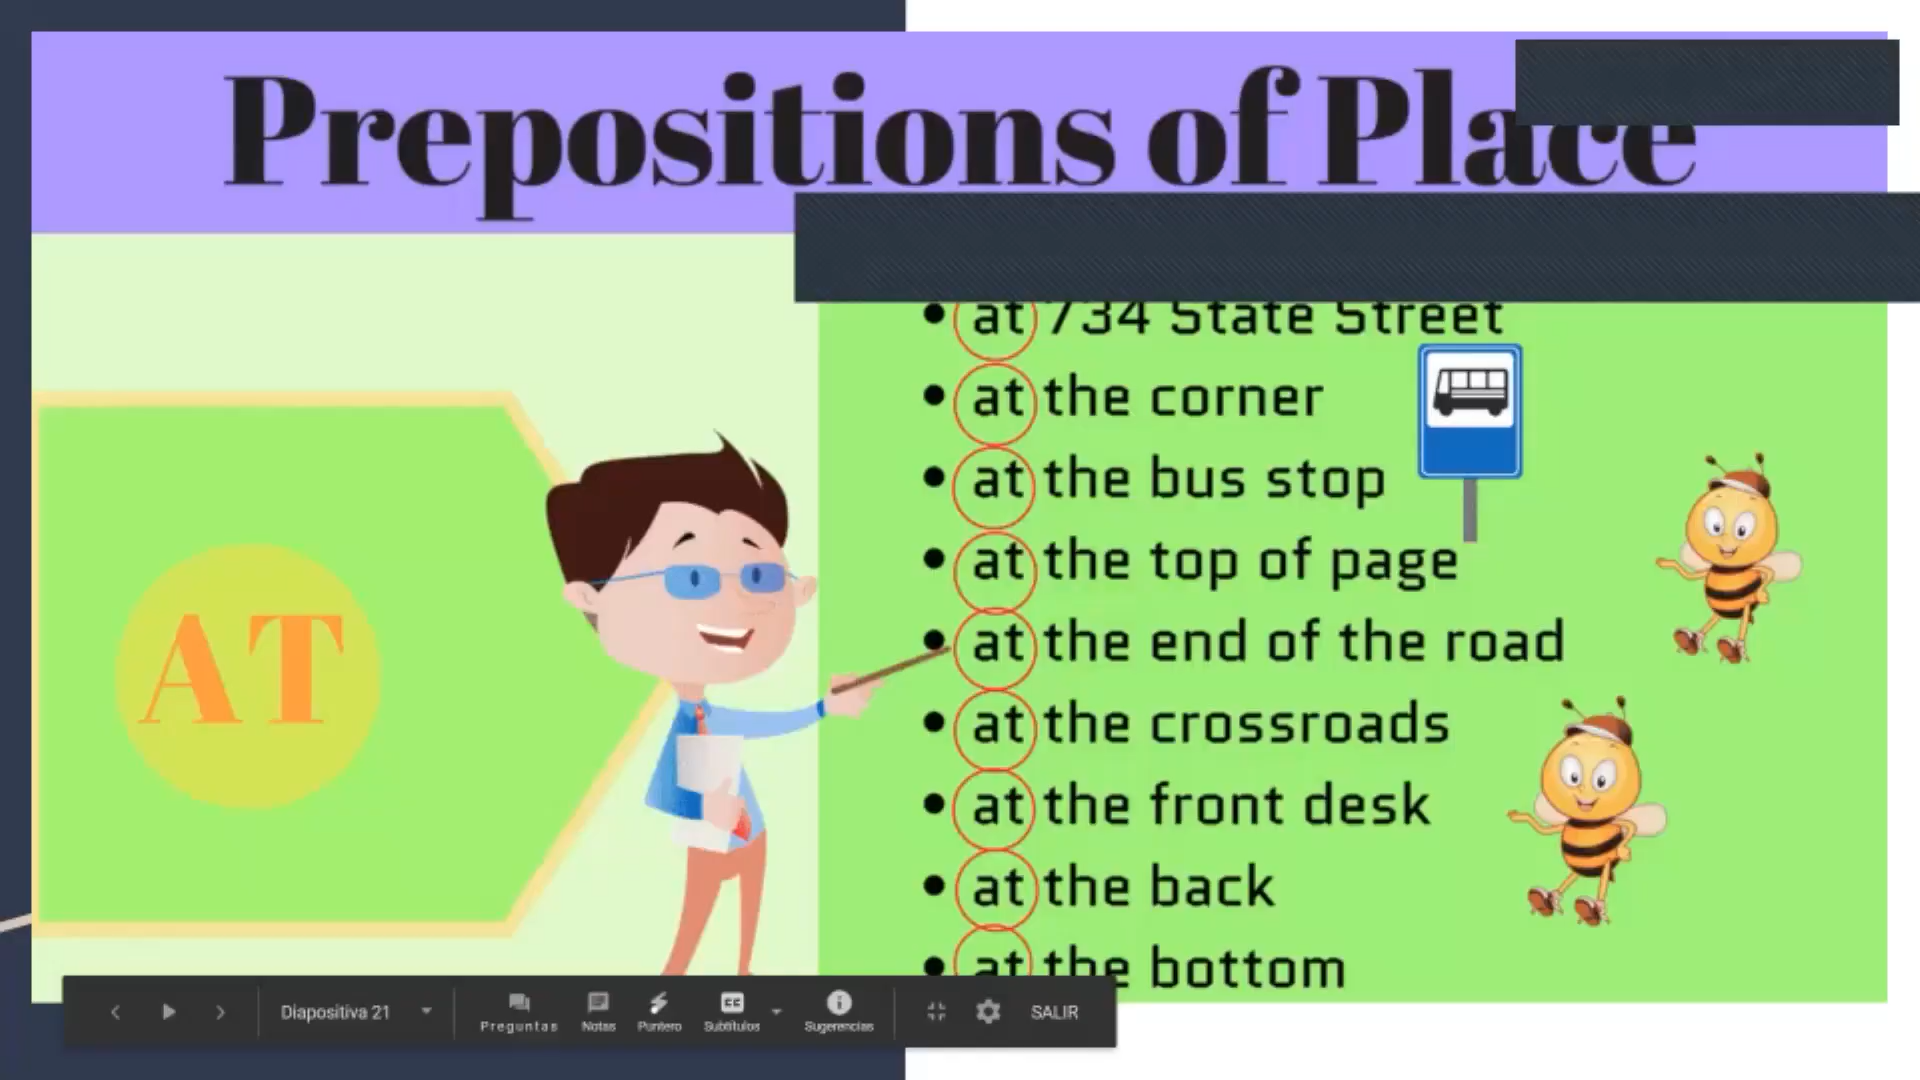 Prepositions of Place
• at 734 State Street
• at the corner
• at the bus stop
• at the top of page
• at the end of the road
• at the crossroads
• at the front desk
• at the back
• at the bottom
AT
Diapositiva 21
Preguntas
Notas
Puntero
Subtítulos
Sugerencias
SALIR